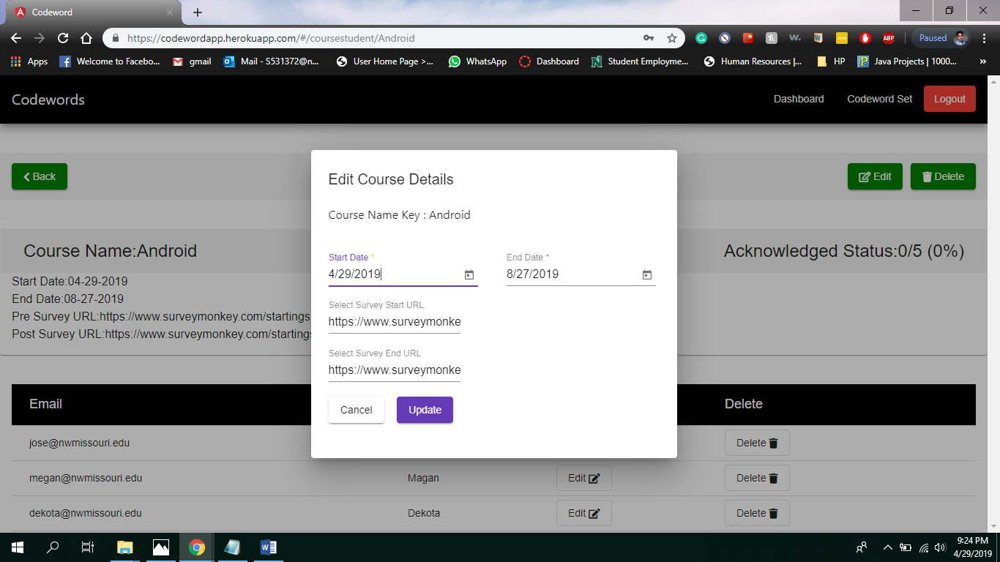 Codeword
https://codewordapp.herokuapp.com/#/coursestudent/Android
Paused
Apps Welcome to Facebo... gmail Mail - S531372@n... User Home Page >... WhatsApp Dashboard Student Employme... Human Resources |... HP Java Projects | 1000... »
Codewords Dashboard Codeword Set Logout
Back Edit Delete
Course Name:Android Acknowledged Status:0/5 (0%)
Start Date:04-29-2019
End Date:08-27-2019
Pre Survey URL:https://www.surveymonkey.com/startings
Post Survey URL:https://www.surveymonkey.com/startings
Edit Course Details
Course Name Key : Android
Start Date * End Date *
4/29/2019 8/27/2019
Select Survey Start URL
https://www.surveymonke
Select Survey End URL
https://www.surveymonke
Cancel Update
Email Delete
jose@nwmissouri.edu Delete
megan@nwmissouri.edu Magan Edit Delete
dekota@nwmissouri.edu Dekota Edit Delete
9:24 PM
4/29/2019